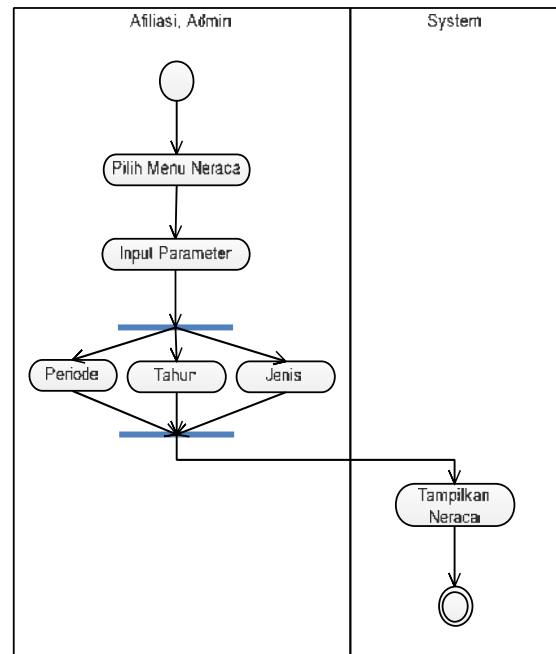 Afiliasi, Admin
System
Pilih Menu Neraca
Input Parameter
Periode
Tahun
Jenis
Tampilkan
Neraca